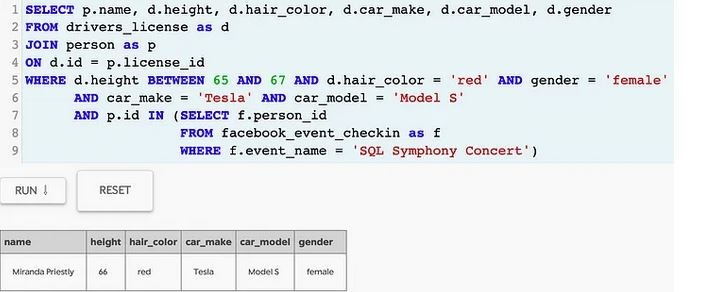 1 SELECT p.name, d.height, d.hair_color, d.car_make, d.car_model, d.gender
2 FROM drivers_license as d
3 JOIN person as p
4 ON d.id = p.license_id
5 WHERE d.height BETWEEN 65 AND 67 AND d.hair_color = 'red' AND gender = 'female'
6 AND car_make = 'Tesla' AND car_model = 'Model S'
7 AND p.id IN (SELECT f.person_id
8 FROM facebook_event_checkin as f
9 WHERE f.event_name = 'SQL Symphony Concert')
RUN ↓ RESET
name height hair_color car_make car_model gender
Miranda Priestly 66 red Tesla Model S female